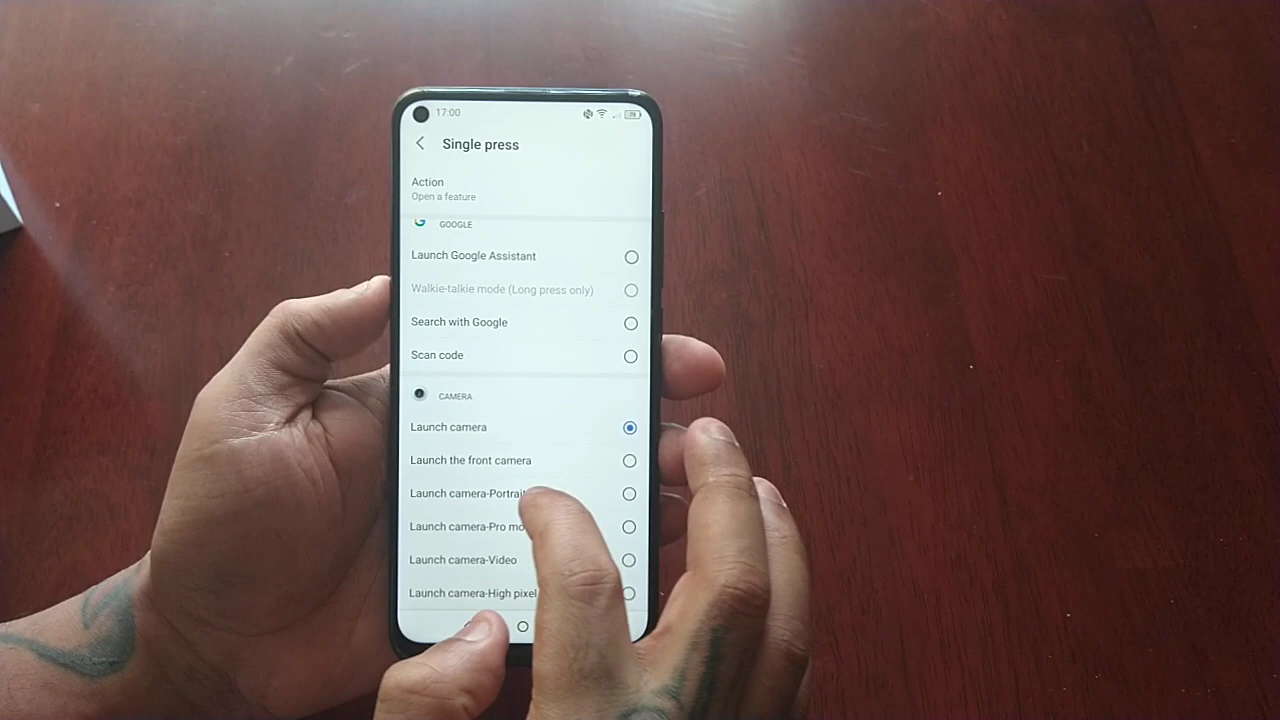 17:00
Single press
Action
Open a feature
GOOGLE
Launch Google Assistant
Walkie-talkie mode (Long press only)
Search with Google
Scan code
CAMERA
Launch camera
Launch the front camera
Launch camera-Portrait
Launch camera-Pro
Launch camera-Video
Launch camera-High pixel